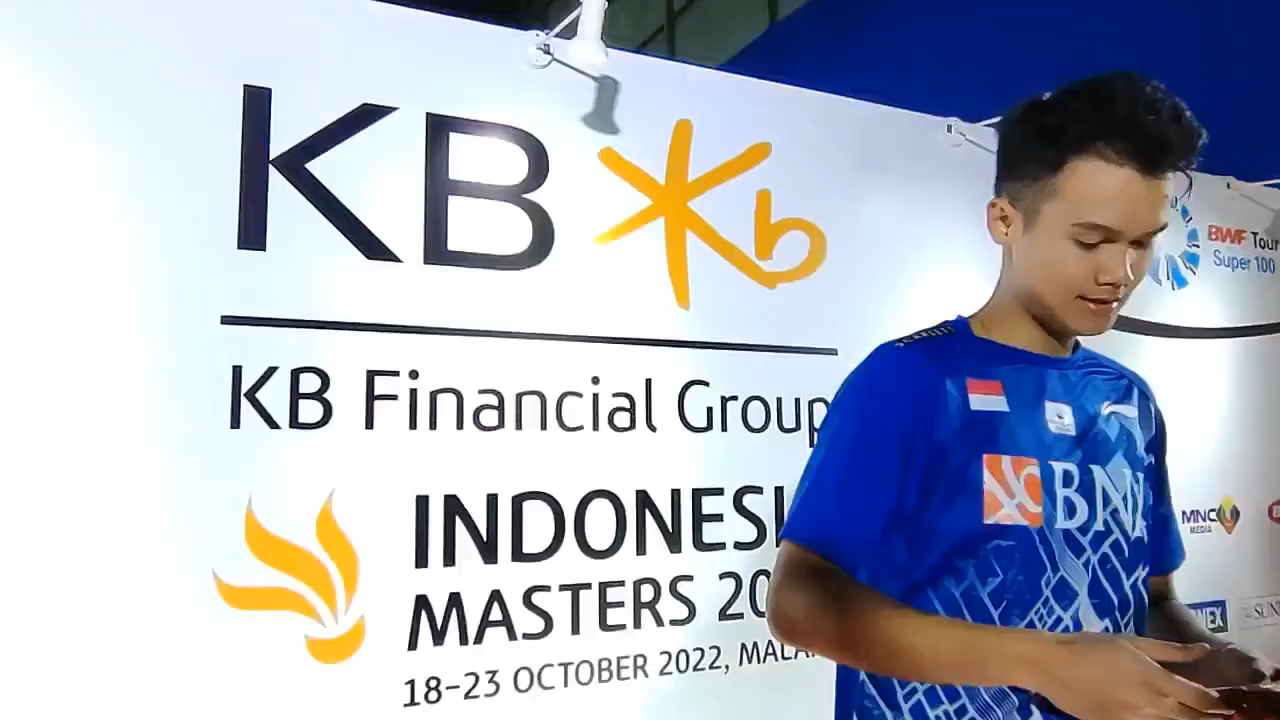 KB Kb
KB Financial Group
INDONESI
MASTERS 20
18-23 OCTOBER 2022, MALA
BWF Tour
Super 100
BNI
MNC
MEDIA